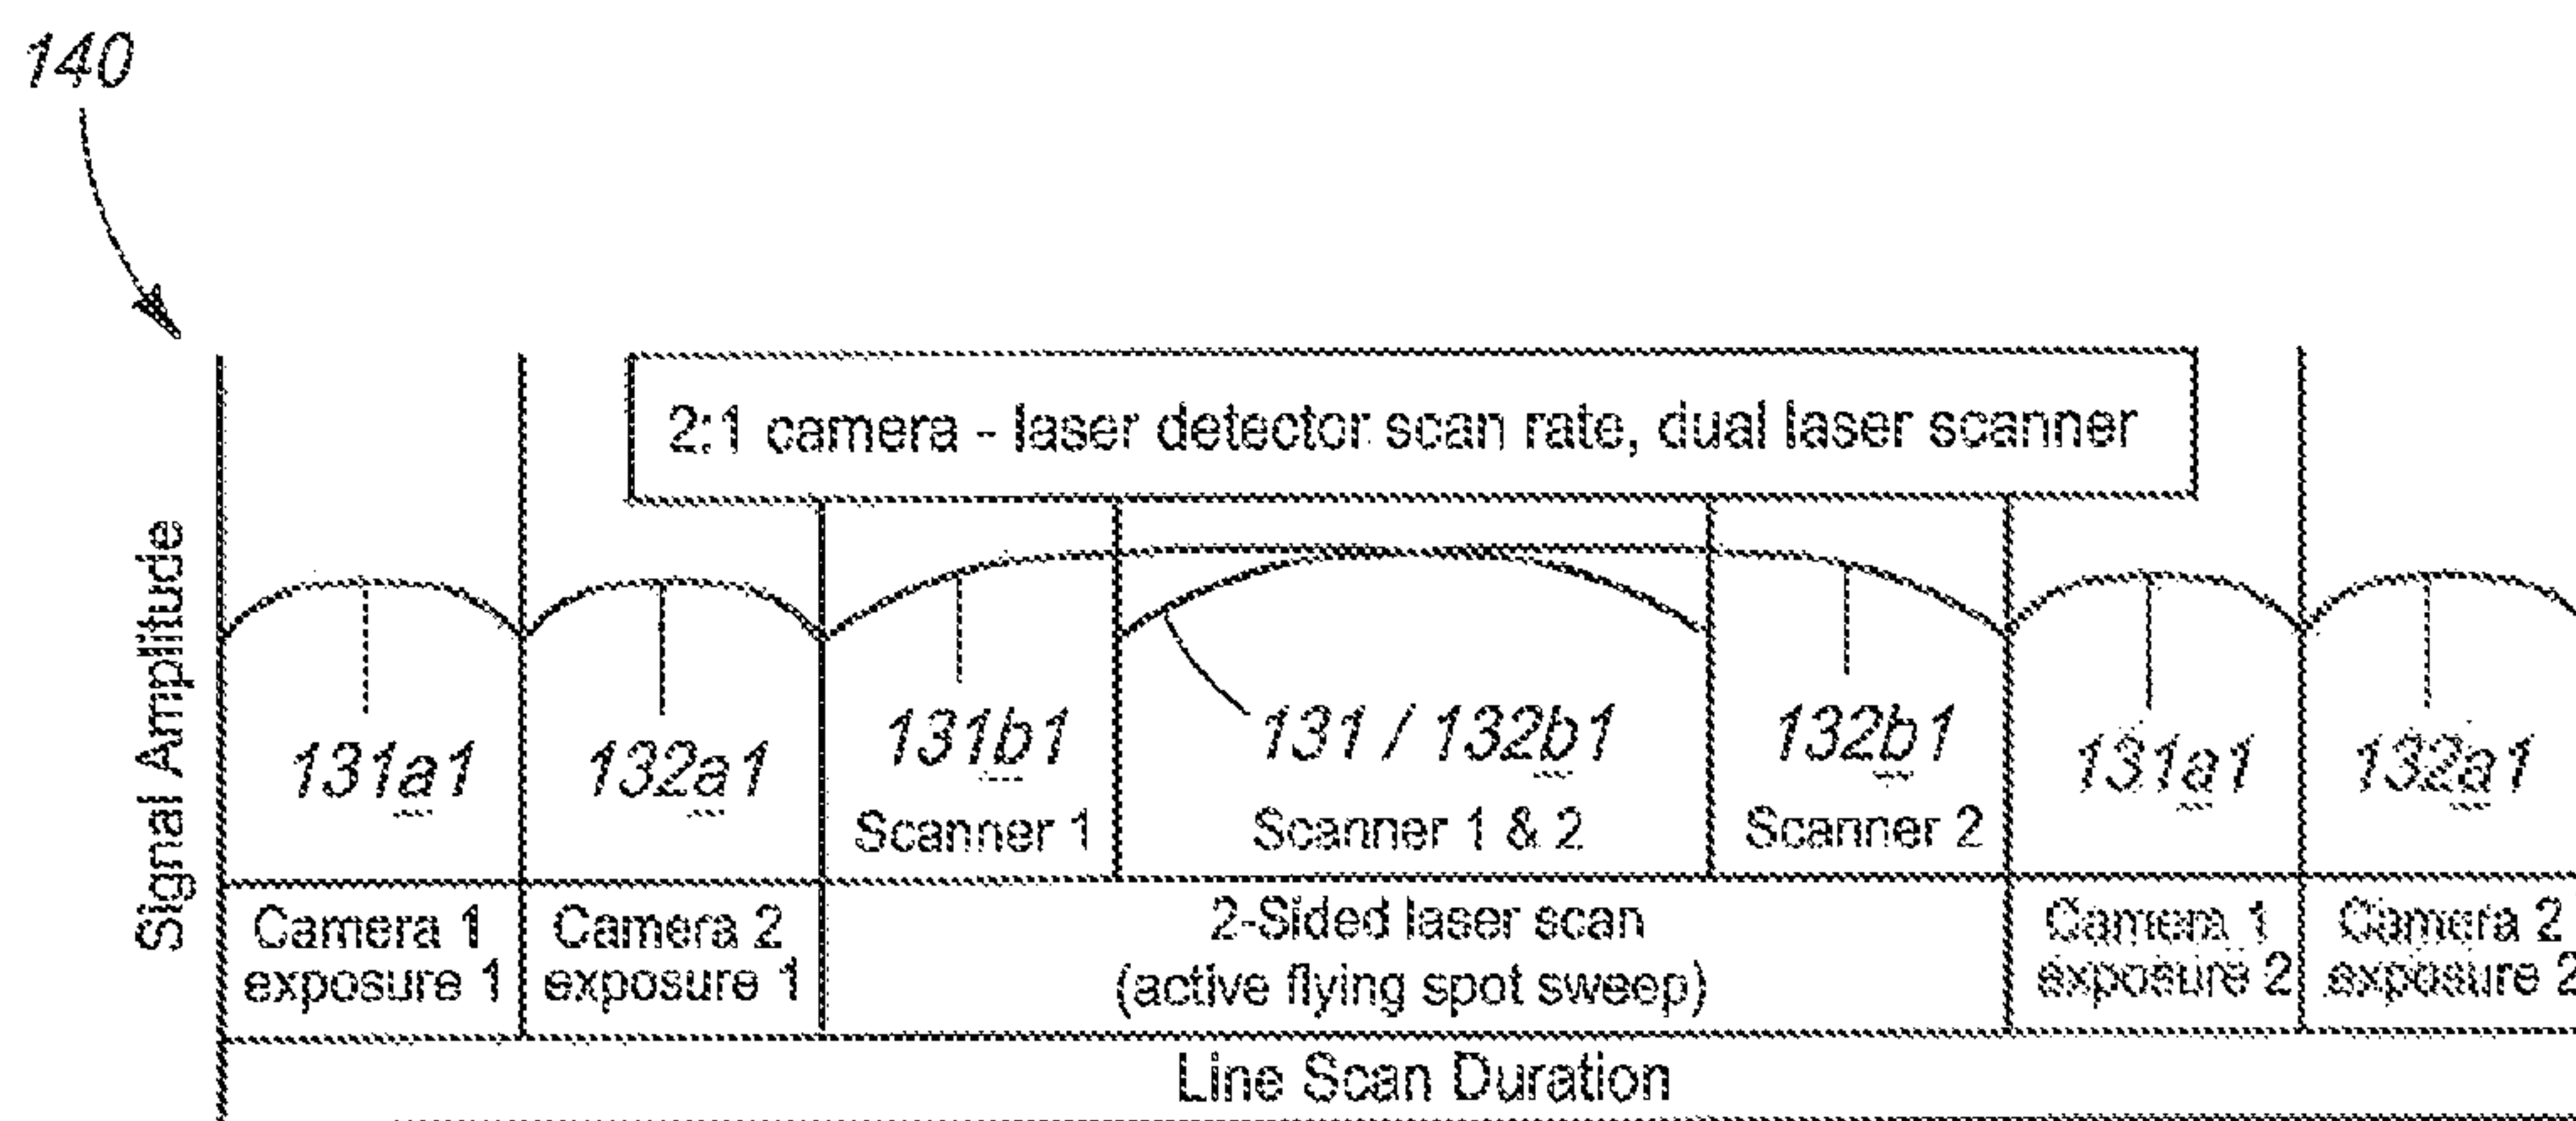 140
2:1 camera - laser detector scan rate, dual laser scanner
Signal Amplitude
131a1
132a1
131b1
131 / 132b1
132b1
131a1
132a1
Scanner 1
Scanner 1 & 2
Scanner 2
Camera 1
exposure 1
Camera 2
exposure 1
2-Sided laser scan
(active flying spot sweep)
Camera 1
exposure 2
Camera 2
exposure 2
Line Scan Duration